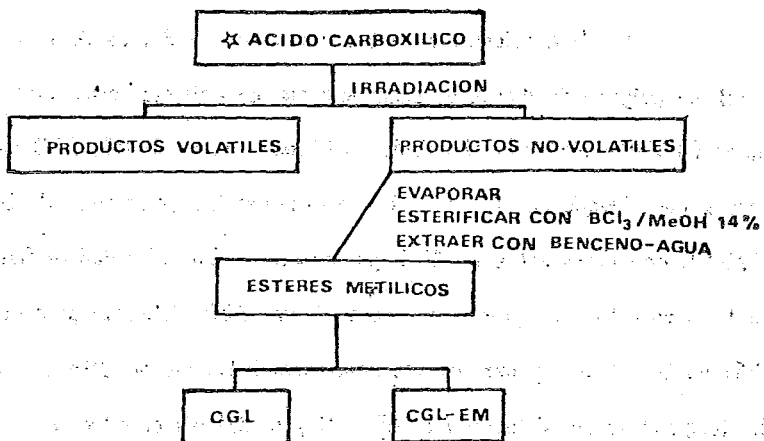 ☆ ACIDO CARBOXILICO
IRRADIACION
PRODUCTOS VOLATILES
PRODUCTOS NO-VOLATILES
EVAPORAR
ESTERIFICAR CON BCl₃/MeOH 14%
EXTRAER CON BENCENO-AGUA
ESTERES METILICOS
CGL
CGL-EM